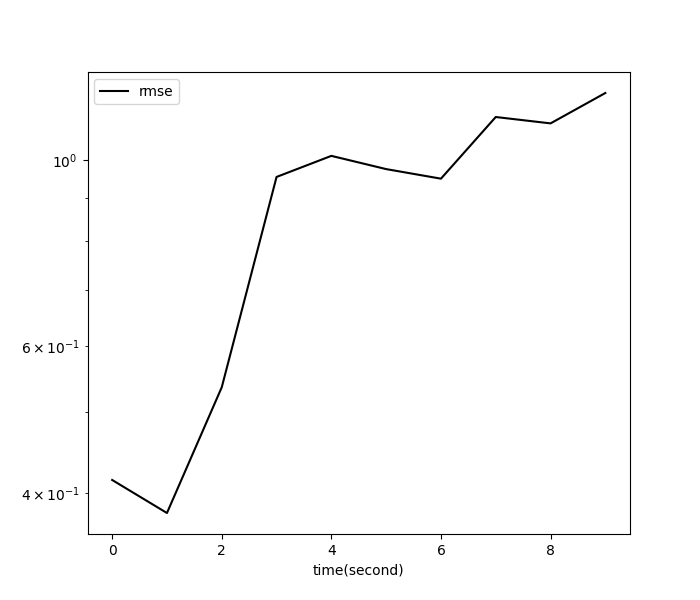 rmse
10⁰
6 × 10⁻¹
4 × 10⁻¹
0 2 4 6 8
time(second)